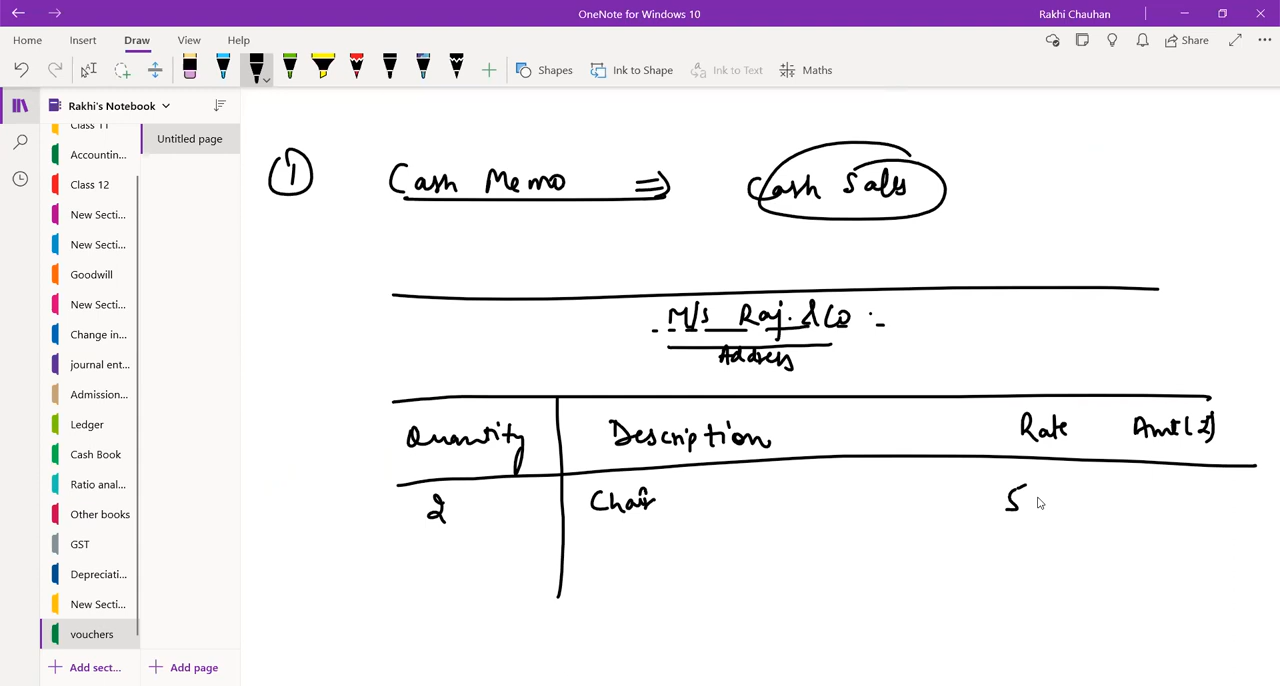 OneNote for Windows 10
Rakhi Chauhan
Home Insert Draw View Help
Share
Shapes Ink to Shape Ink to Text Maths
Rakhi's Notebook
Class 11
Accountin...
Class 12
New Secti...
New Secti...
Goodwill
New Secti...
Change in...
journal ent...
Admission...
Ledger
Cash Book
Ratio anal...
Other books
GST
Depreciati...
New Secti...
vouchers
Add sect...
Untitled page
Add page
1 Cash Memo ⇒ Cash Sales
M/s Raj. & Co.
Address
Quantity Description Rate Amt(₹)
2 Chair 5